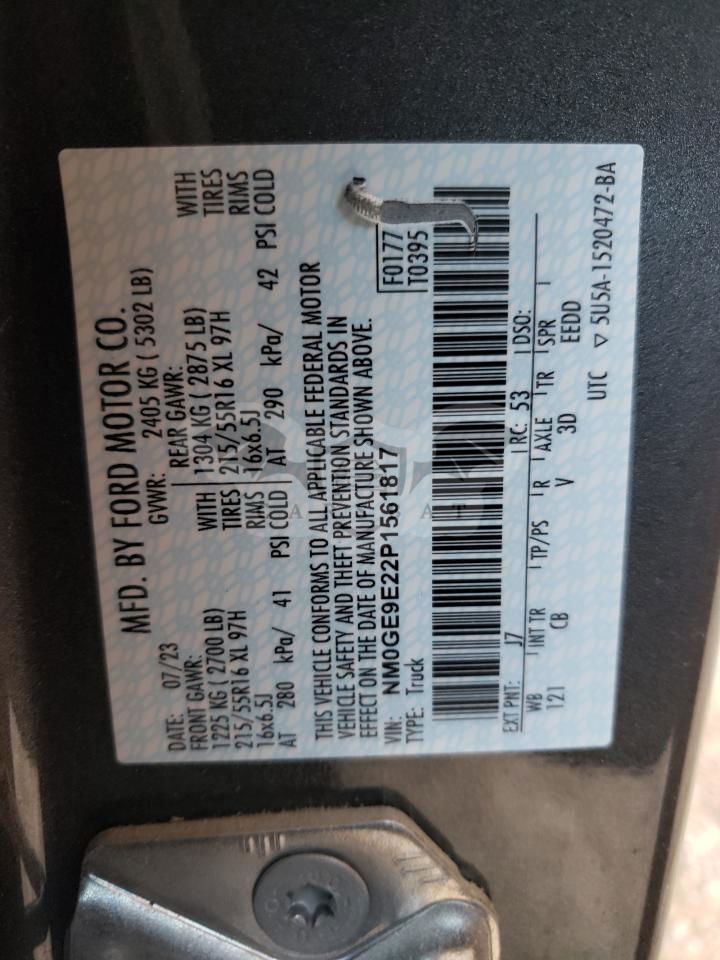 MFD. BY FORD MOTOR CO.
DATE: 07/23 GVWR: 2405 KG ( 5302 LB)
FRONT GAWR: REAR GAWR:
1225 KG ( 2700 LB) WITH 1304 KG ( 2875 LB) WITH
215/55R16 XL 97H TIRES 215/55R16 XL 97H TIRES
16x6.5J RIMS 16x6.5J RIMS
AT 280 kPa/ 41 PSI COLD AT 290 kPa/ 42 PSI COLD
THIS VEHICLE CONFORMS TO ALL APPLICABLE FEDERAL MOTOR
VEHICLE SAFETY AND THEFT PREVENTION STANDARDS IN
EFFECT ON THE DATE OF MANUFACTURE SHOWN ABOVE.
VIN: NM0GE9E22P1561817 F0177
TYPE: Truck T0395
EXT PNT: J7 RC: 53 DSO:
WB INT TR TP/PS R AXLE TR SPR
121 CB V 3D EEDD
UTC ▽ 5U5A-1520472-BA